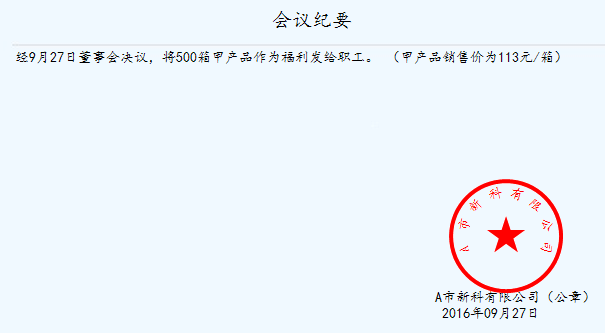 会议纪要
经9月27日董事会决议，将500箱甲产品作为福利发给职工。 （甲产品销售价为113元/箱）
A市新科有限公司
A市新科有限公司（公章）
2016年09月27日